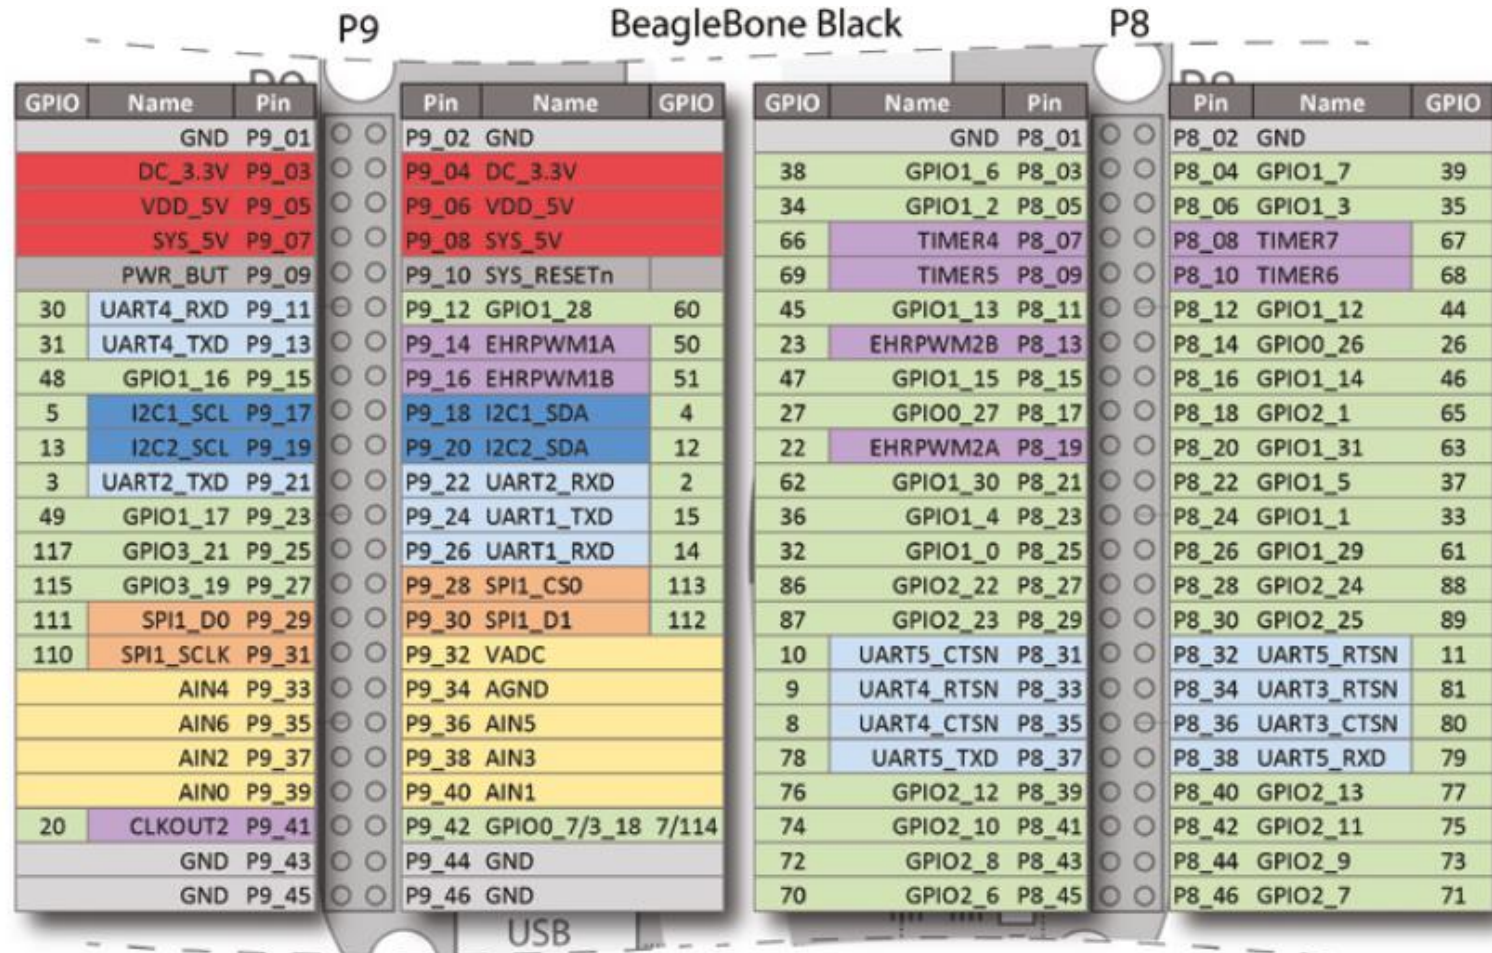 P9 BeagleBone Black P8
GPIO Name Pin Pin Name GPIO GPIO Name Pin Pin Name GPIO
GND P9_01 P9_02 GND GND P8_01 P8_02 GND
DC_3.3V P9_03 P9_04 DC_3.3V 38 GPIO1_6 P8_03 P8_04 GPIO1_7 39
VDD_5V P9_05 P9_06 VDD_5V 34 GPIO1_2 P8_05 P8_06 GPIO1_3 35
SYS_5V P9_07 P9_08 SYS_5V 66 TIMER4 P8_07 P8_08 TIMER7 67
PWR_BUT P9_09 P9_10 SYS_RESETn 69 TIMER5 P8_09 P8_10 TIMER6 68
30 UART4_RXD P9_11 P9_12 GPIO1_28 60 45 GPIO1_13 P8_11 P8_12 GPIO1_12 44
31 UART4_TXD P9_13 P9_14 EHRPWM1A 50 23 EHRPWM2B P8_13 P8_14 GPIO0_26 26
48 GPIO1_16 P9_15 P9_16 EHRPWM1B 51 47 GPIO1_15 P8_15 P8_16 GPIO1_14 46
5 I2C1_SCL P9_17 P9_18 I2C1_SDA 4 27 GPIO0_27 P8_17 P8_18 GPIO2_1 65
13 I2C2_SCL P9_19 P9_20 I2C2_SDA 12 22 EHRPWM2A P8_19 P8_20 GPIO1_31 63
3 UART2_TXD P9_21 P9_22 UART2_RXD 2 62 GPIO1_30 P8_21 P8_22 GPIO1_5 37
49 GPIO1_17 P9_23 P9_24 UART1_TXD 15 36 GPIO1_4 P8_23 P8_24 GPIO1_1 33
117 GPIO3_21 P9_25 P9_26 UART1_RXD 14 32 GPIO1_0 P8_25 P8_26 GPIO1_29 61
115 GPIO3_19 P9_27 P9_28 SPI1_CS0 113 86 GPIO2_22 P8_27 P8_28 GPIO2_24 88
111 SPI1_D0 P9_29 P9_30 SPI1_D1 112 87 GPIO2_23 P8_29 P8_30 GPIO2_25 89
110 SPI1_SCLK P9_31 P9_32 VADC 10 UART5_CTSN P8_31 P8_32 UART5_RTSN 11
AIN4 P9_33 P9_34 AGND 9 UART4_RTSN P8_33 P8_34 UART3_RTSN 81
AIN6 P9_35 P9_36 AIN5 8 UART4_CTSN P8_35 P8_36 UART3_CTSN 80
AIN2 P9_37 P9_38 AIN3 78 UART5_TXD P8_37 P8_38 UART5_RXD 79
AIN0 P9_39 P9_40 AIN1 76 GPIO2_12 P8_39 P8_40 GPIO2_13 77
20 CLKOUT2 P9_41 P9_42 GPIO0_7/3_18 7/114 74 GPIO2_10 P8_41 P8_42 GPIO2_11 75
GND P9_43 P9_44 GND 72 GPIO2_8 P8_43 P8_44 GPIO2_9 73
GND P9_45 P9_46 GND 70 GPIO2_6 P8_45 P8_46 GPIO2_7 71
USB